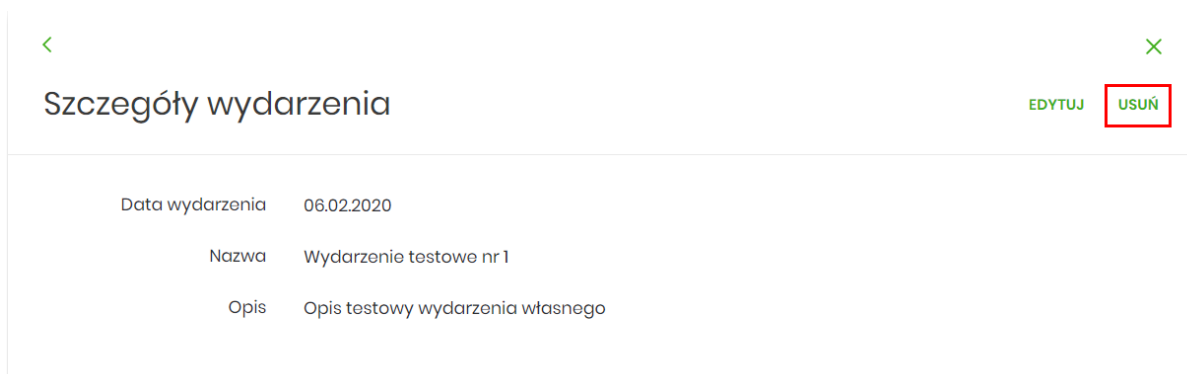 Szczegóły wydarzenia
EDYTUJ USUŃ
Data wydarzenia 06.02.2020
Nazwa Wydarzenie testowe nr 1
Opis Opis testowy wydarzenia własnego